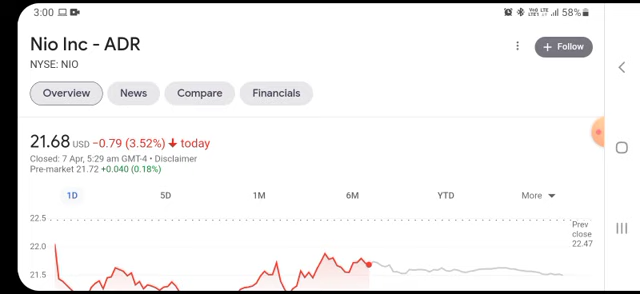 3:00 58%
Nio Inc - ADR
+ Follow
NYSE: NIO
Overview News Compare Financials
21.68 USD −0.79 (3.52%) today
Closed: 7 Apr, 5:29 am GMT-4 • Disclaimer
Pre-market 21.72 +0.040 (0.18%)
1D 5D 1M 6M YTD More
22.5
Prev
close
22.47
22.0
21.5